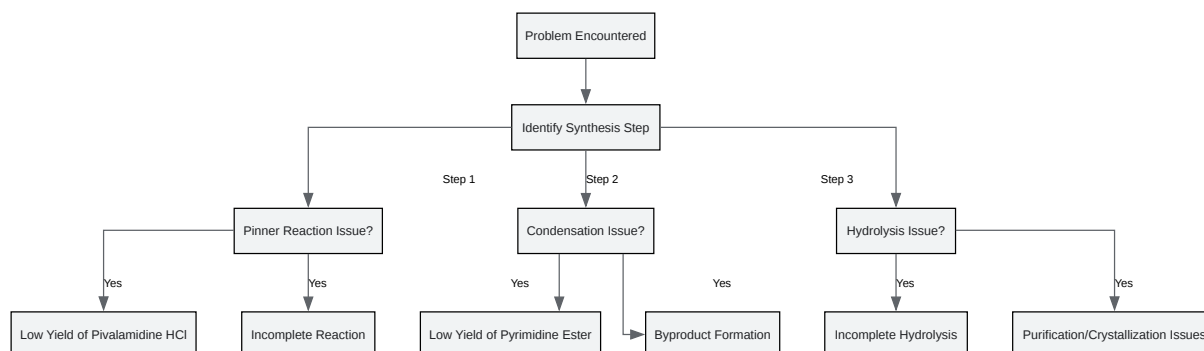 Problem Encountered
Identify Synthesis Step
Step 1
Step 2
Step 3
Pinner Reaction Issue?
Condensation Issue?
Hydrolysis Issue?
Yes
Yes
Yes
Yes
Yes
Yes
Low Yield of Pivalamidine HCl
Incomplete Reaction
Low Yield of Pyrimidine Ester
Byproduct Formation
Incomplete Hydrolysis
Purification/Crystallization Issues